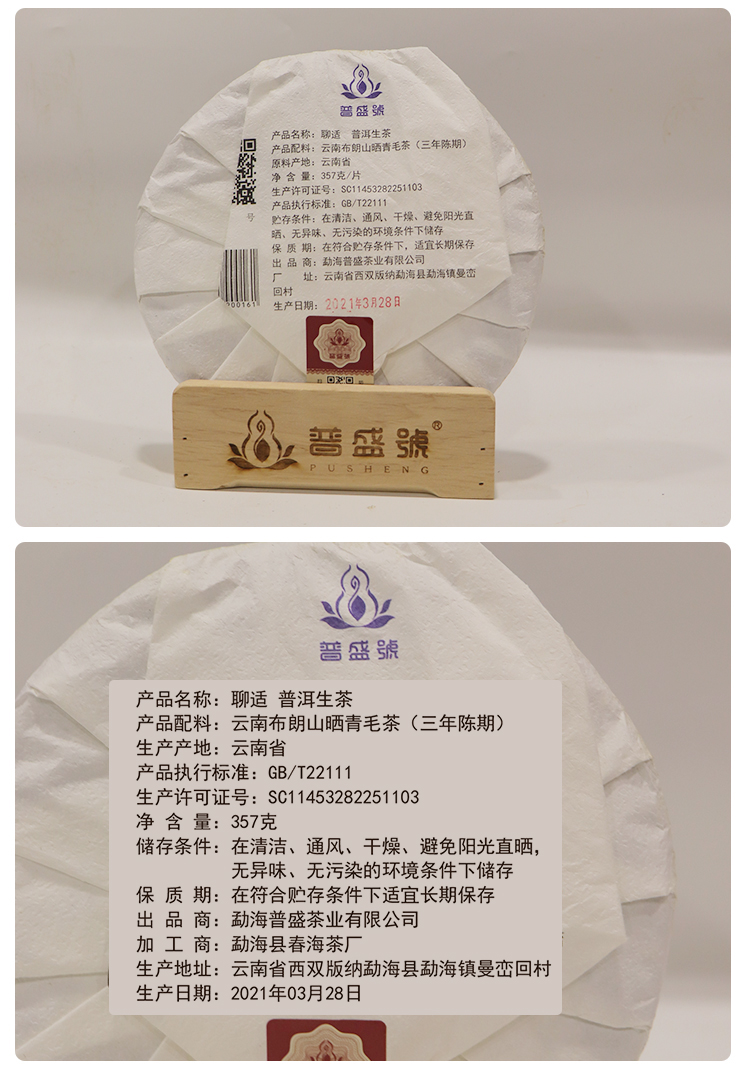 普盛號
产品名称：聊适 普洱生茶
产品配料：云南布朗山晒青毛茶（三年陈期）
原料产地：云南省
净 含 量：357克/片
生产许可证号：SC11453282251103
产品执行标准：GB/T22111
贮存条件：在清洁、通风、干燥、避免阳光直
晒、无异味、无污染的环境条件下储存
保 质 期：在符合贮存条件下，适宜长期保存
出 品 商：勐海普盛茶业有限公司
厂 址：云南省西双版纳勐海县勐海镇曼峦
回村
生产日期：2021年3月28日
号
00161
普盛號
普盛號®
PUSHENG
普盛號
产品名称：聊适 普洱生茶
产品配料：云南布朗山晒青毛茶（三年陈期）
生产产地：云南省
产品执行标准：GB/T22111
生产许可证号：SC11453282251103
净 含 量：357克
储存条件：在清洁、通风、干燥、避免阳光直晒，
无异味、无污染的环境条件下储存
保 质 期：在符合贮存条件下适宜长期保存
出 品 商：勐海普盛茶业有限公司
加 工 商：勐海县春海茶厂
生产地址：云南省西双版纳勐海县勐海镇曼峦回村
生产日期：2021年03月28日